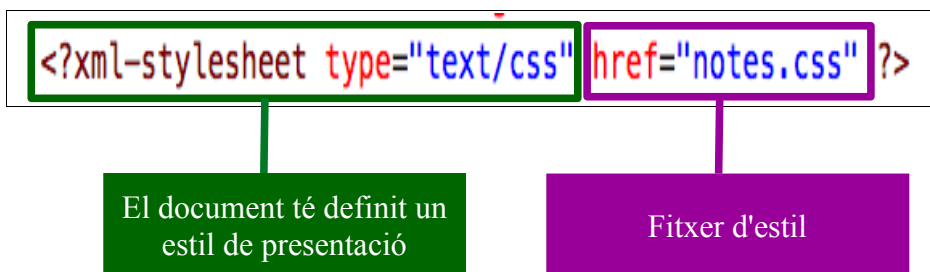 <?xml-stylesheet type="text/css" href="notes.css" ?>
El document té definit un
estil de presentació
Fitxer d'estil